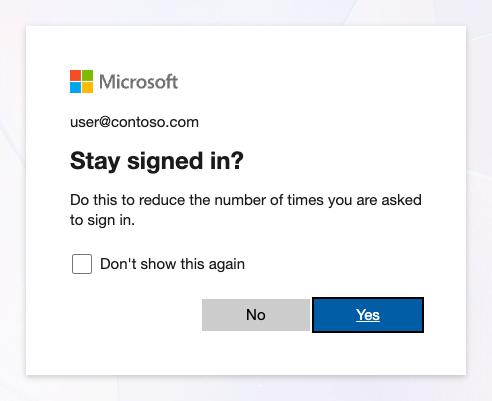 Microsoft
user@contoso.com
Stay signed in?
Do this to reduce the number of times you are asked
to sign in.
Don't show this again
No
Yes